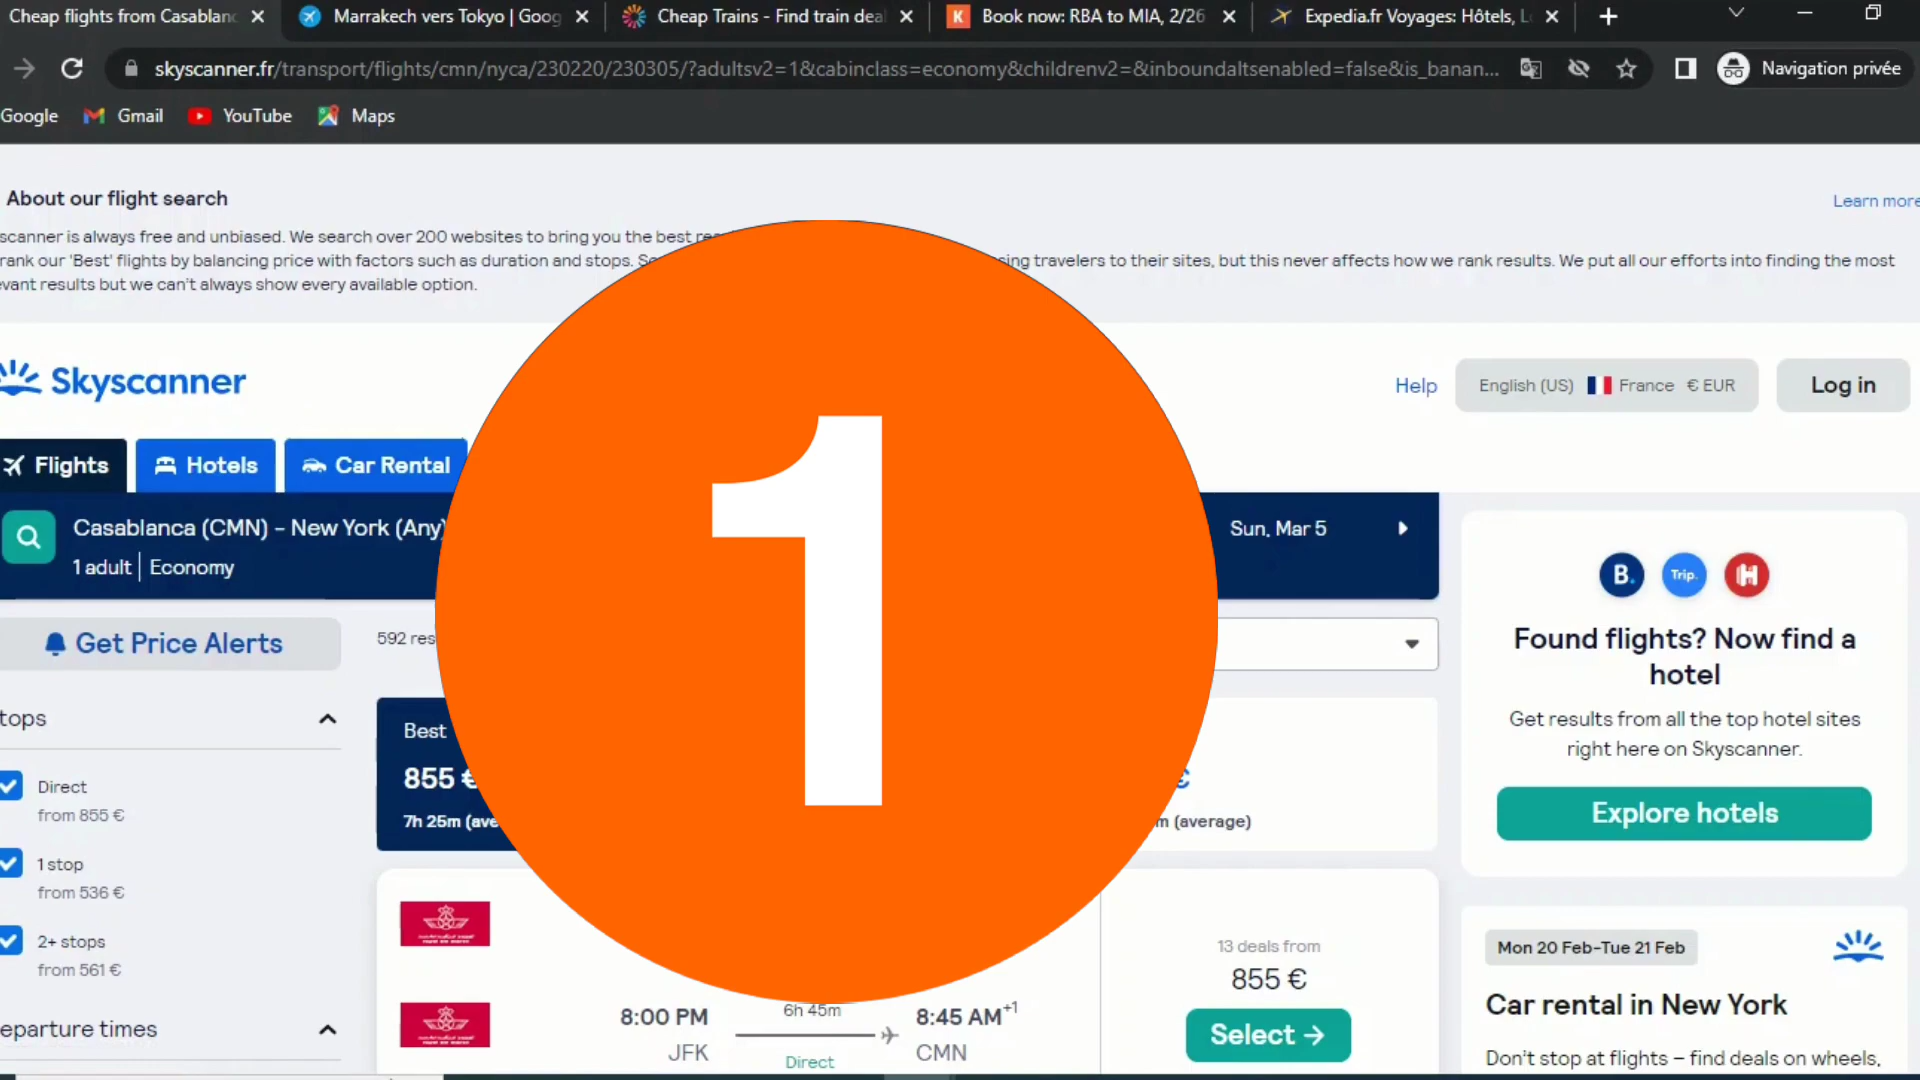 Cheap flights from Casablanc
Marrakech vers Tokyo | Goog
Cheap Trains - Find train dea
K
Book now: RBA to MIA, 2/26
Expedia.fr Voyages: Hôtels, L
skyscanner.fr/transport/flights/cmn/nyca/230220/230305/?adultsv2=1&cabinclass=economy&childrenv2=&inboundaltsenabled=false&is_banan...
Navigation privée
Google
Gmail
YouTube
Maps
About our flight search
Learn more
scanner is always free and unbiased. We search over 200 websites to bring you the best
rank our 'Best' flights by balancing price with factors such as duration and stops.
sing travelers to their sites, but this never affects how we rank results. We put all our efforts into finding the most
vant results but we can't always show every available option.
Skyscanner
Help
English (US) France € EUR
Log in
Flights
Hotels
Car Rental
Casablanca (CMN) - New York (Any)
1 adult | Economy
Sun, Mar 5
1
Get Price Alerts
592 res
tops
Direct
from 855 €
1 stop
from 536 €
2+ stops
from 561 €
eparture times
Best
855 €
7h 25m (ave
€
m (average)
13 deals from
855 €
Select →
8:00 PM
JFK
6h 45m
Direct
8:45 AM+1
CMN
B.
Trip.
H
Found flights? Now find a
hotel
Get results from all the top hotel sites
right here on Skyscanner.
Explore hotels
Mon 20 Feb-Tue 21 Feb
Car rental in New York
Don't stop at flights – find deals on wheels,